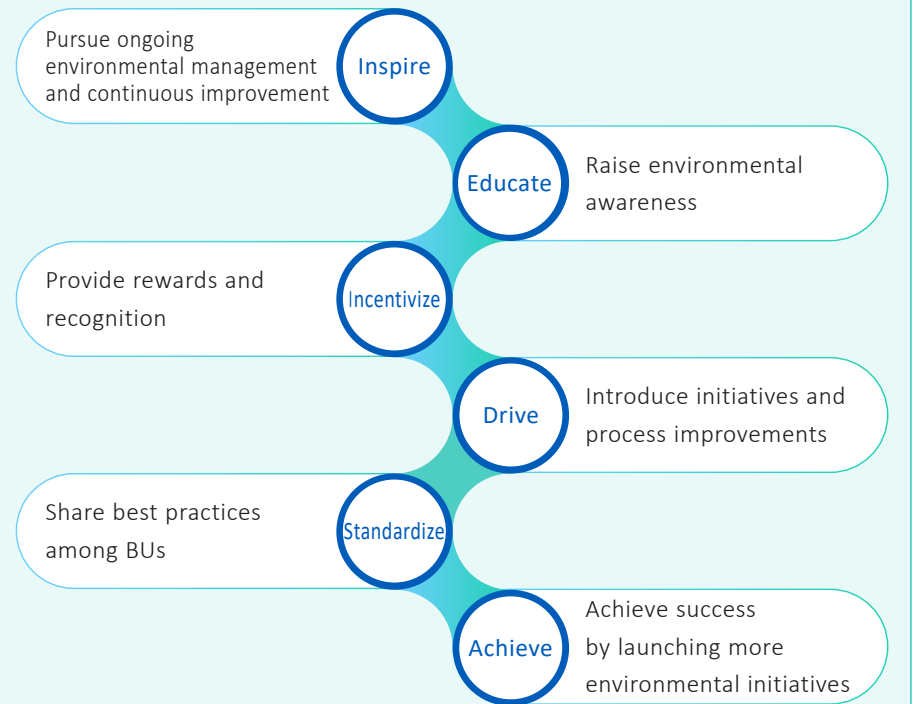 Pursue ongoing
environmental management
and continuous improvement
Inspire
Educate
Raise environmental
awareness
Provide rewards and
recognition
Incentivize
Drive
Introduce initiatives and
process improvements
Share best practices
among BUs
Standardize
Achieve
Achieve success
by launching more
environmental initiatives